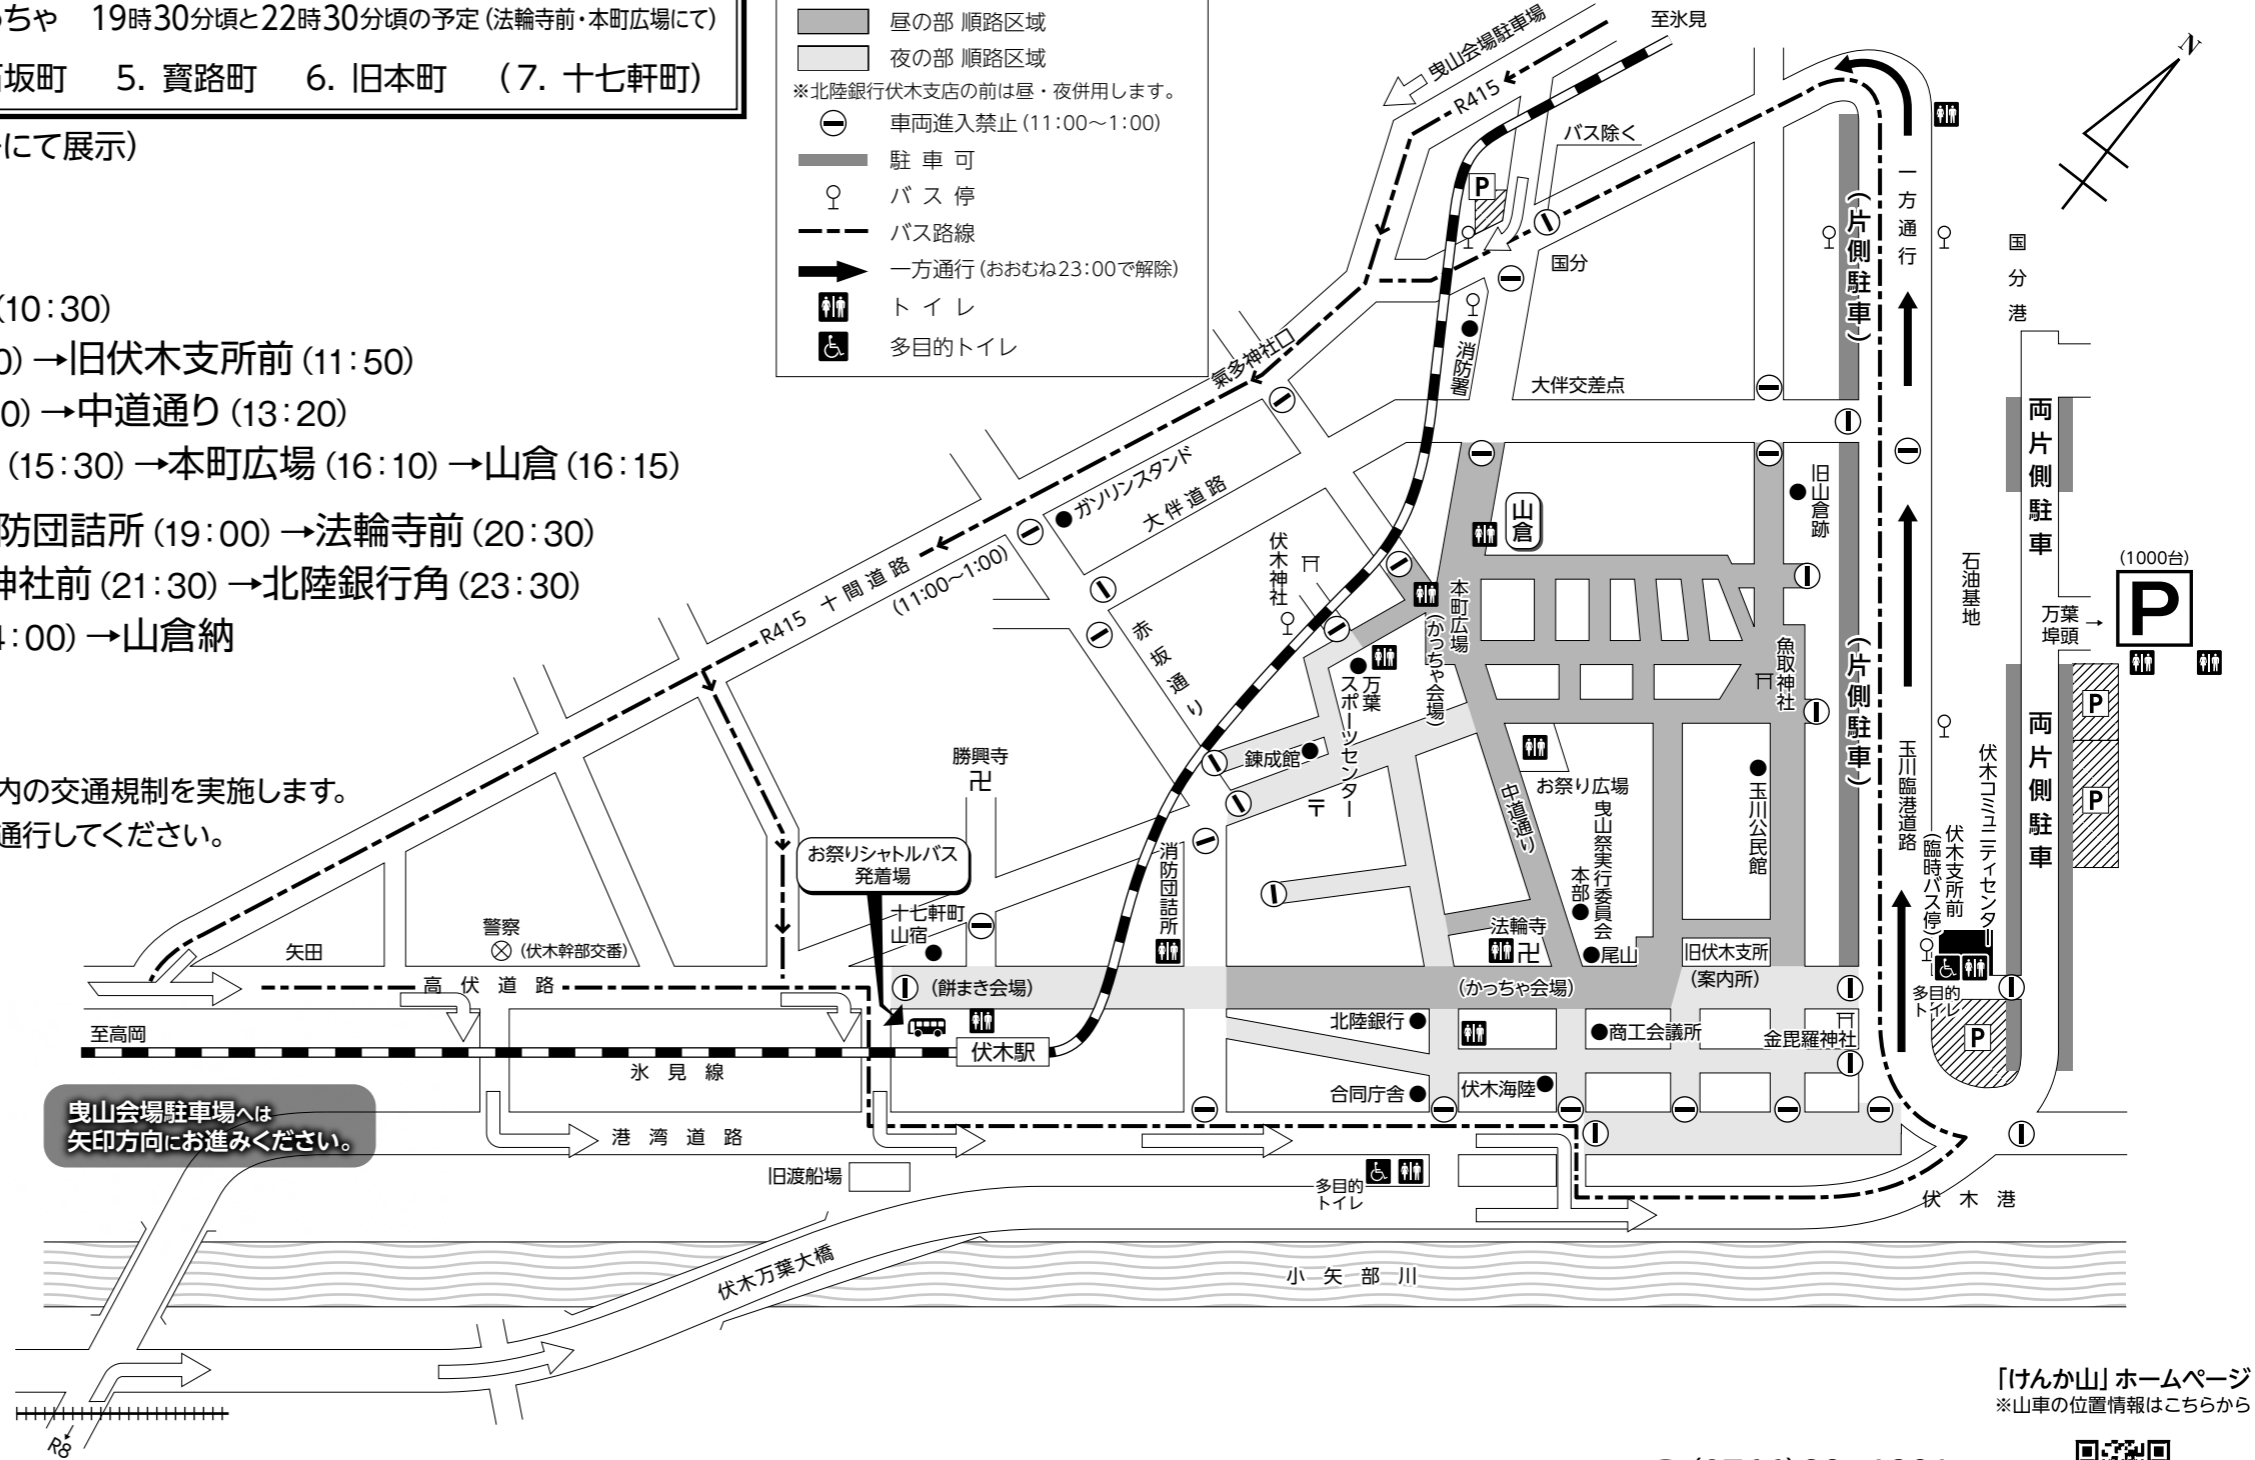 ちゃ 19時30分頃と22時30分頃の予定(法輪寺前・本町広場にて)
坂町 5. 寳路町 6. 旧本町 (7. 十七軒町)
にて展示)
(10:30)
0)→旧伏木支所前(11:50)
0)→中道通り(13:20)
(15:30)→本町広場(16:10)→山倉(16:15)
防団詰所(19:00)→法輪寺前(20:30)
神社前(21:30)→北陸銀行角(23:30)
4:00)→山倉納
内の交通規制を実施します。
通行してください。
昼の部 順路区域
夜の部 順路区域
※北陸銀行伏木支店の前は昼・夜併用します。
車両進入禁止(11:00〜1:00)
駐車可
バス停
バス路線
一方通行(おおむね23:00で解除)
トイレ
多目的トイレ
曳山会場駐車場
R415
至氷見
N
バス除く
P
国分
消防署
大伴交差点
氣多神社口
ガソリンスタンド
大伴道路
R415 十間道路
(11:00〜1:00)
赤坂通り
伏木神社
山倉
本町広場
(かっちゃ会場)
旧山倉跡
魚取神社
万葉
スポーツセンター
錬成館
〒
お祭り広場
中道通り
曳山祭実行委員会
本部
玉川公民館
一方通行
(片側駐車)
(片側駐車)
国分港
両片側駐車
両片側駐車
石油基地
万葉
埠頭
→
(1000台)
P
P
P
玉川臨港道路
伏木コミュニティセンター
伏木支所前
(臨時バス停)
多目的
トイレ
P
勝興寺
卍
お祭りシャトルバス
発着場
十七軒町
山宿
消防団詰所
警察
(伏木幹部交番)
矢田
高伏道路
(餅まき会場)
法輪寺
卍
尾山
旧伏木支所
(案内所)
(かっちゃ会場)
北陸銀行
商工会議所
金毘羅神社
合同庁舎
伏木海陸
至高岡
伏木駅
氷見線
曳山会場駐車場へは
矢印方向にお進みください。
港湾道路
旧渡船場
多目的
トイレ
伏木港
伏木万葉大橋
小矢部川
R8
「けんか山」ホームページ
※山車の位置情報はこちらから